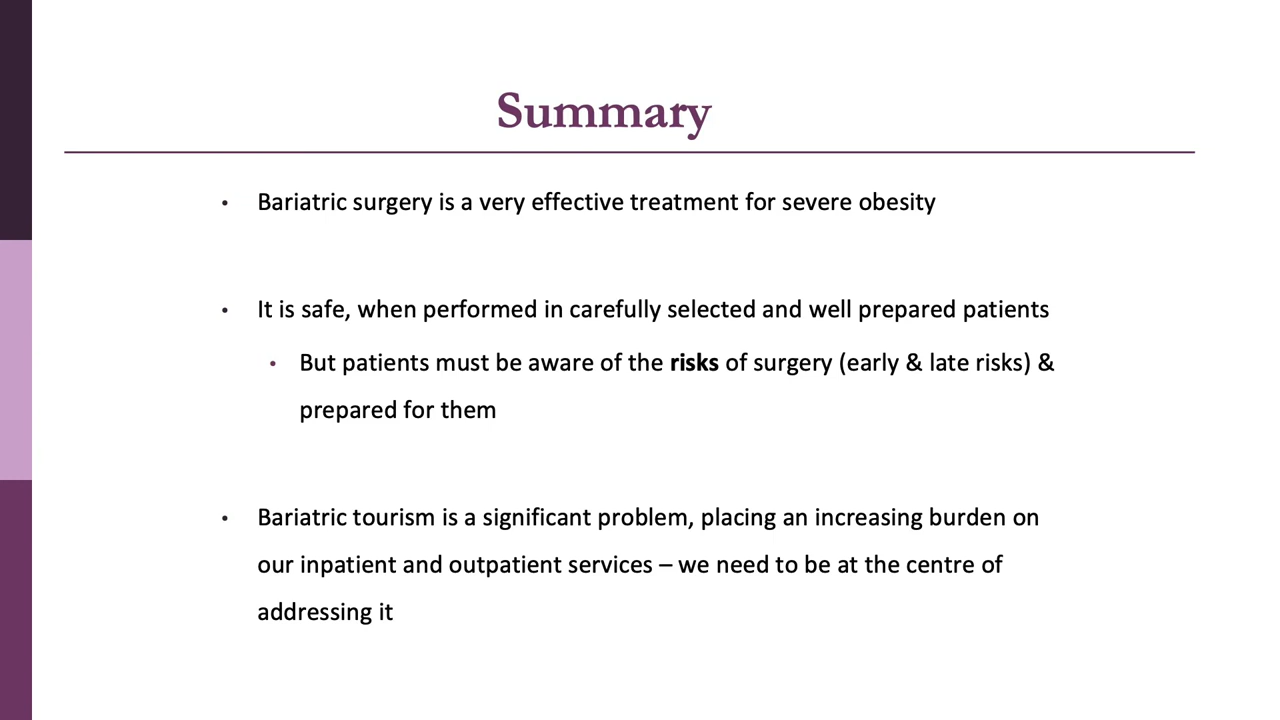 Summary
• Bariatric surgery is a very effective treatment for severe obesity
• It is safe, when performed in carefully selected and well prepared patients
• But patients must be aware of the risks of surgery (early & late risks) &
prepared for them
• Bariatric tourism is a significant problem, placing an increasing burden on
our inpatient and outpatient services – we need to be at the centre of
addressing it